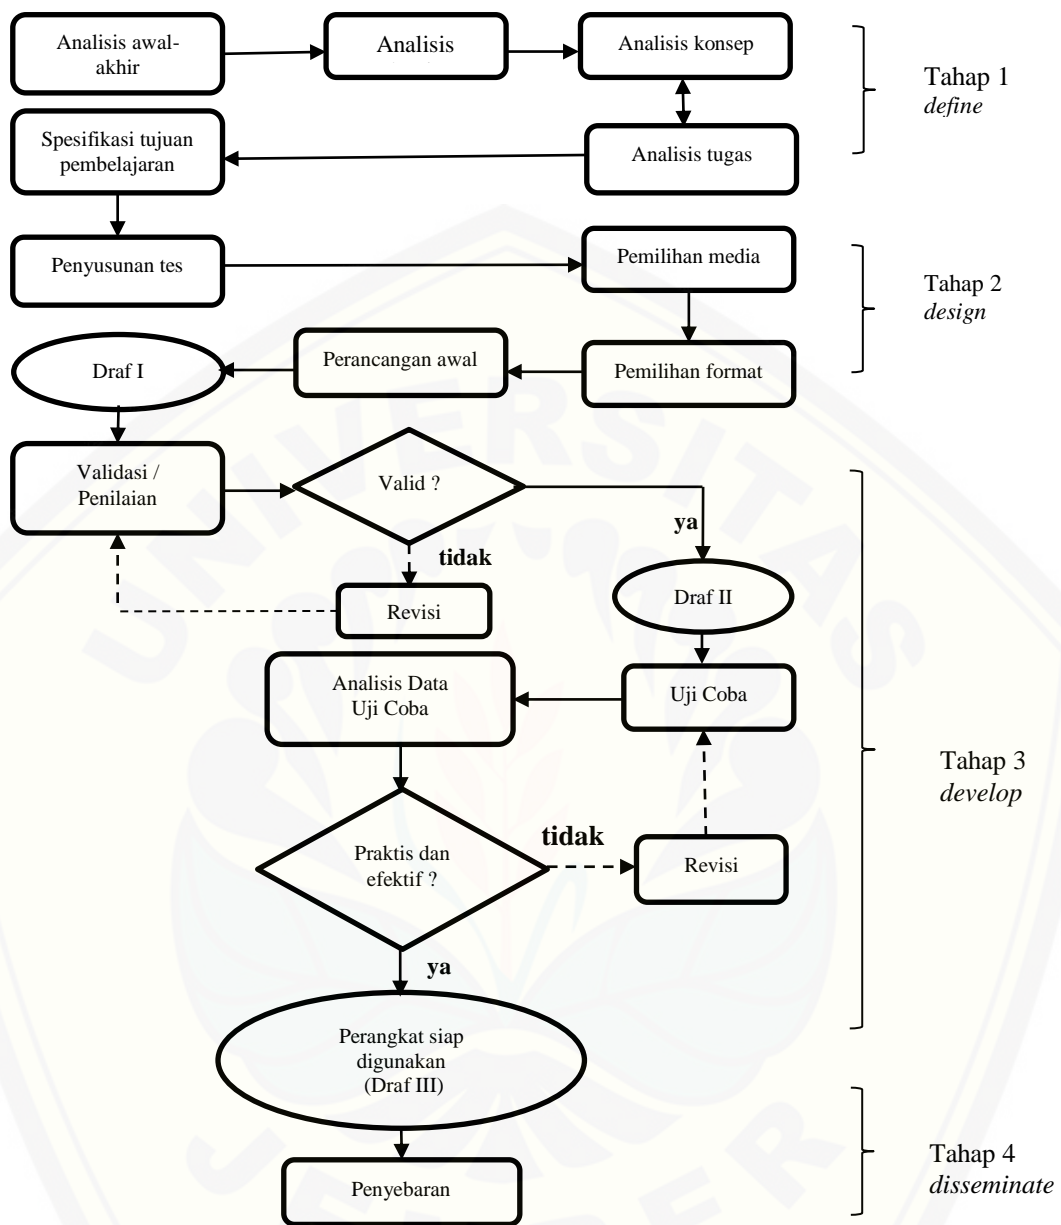 Analisis awal-
akhir
Analisis
Analisis konsep
Tahap 1
define
Spesifikasi tujuan
pembelajaran
Analisis tugas
Penyusunan tes
Pemilihan media
Tahap 2
design
Draf I
Perancangan awal
Pemilihan format
Validasi /
Penilaian
Valid ?
ya
tidak
Revisi
Draf II
Analisis Data
Uji Coba
Uji Coba
Tahap 3
develop
Praktis dan
efektif ?
tidak
Revisi
ya
Perangkat siap
digunakan
(Draf III)
Tahap 4
disseminate
Penyebaran
UNIVERSITAS
JEMBER